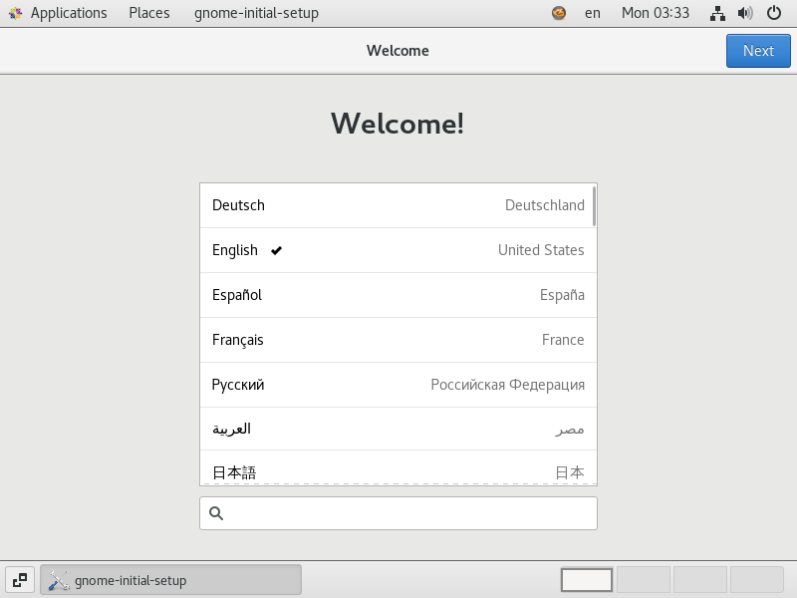 Applications Places gnome-initial-setup en Mon 03:33
Welcome Next
Welcome!
Deutsch Deutschland
English United States
Español España
Français France
Русский Российская Федерация
العربية مصر
日本語 日本
gnome-initial-setup